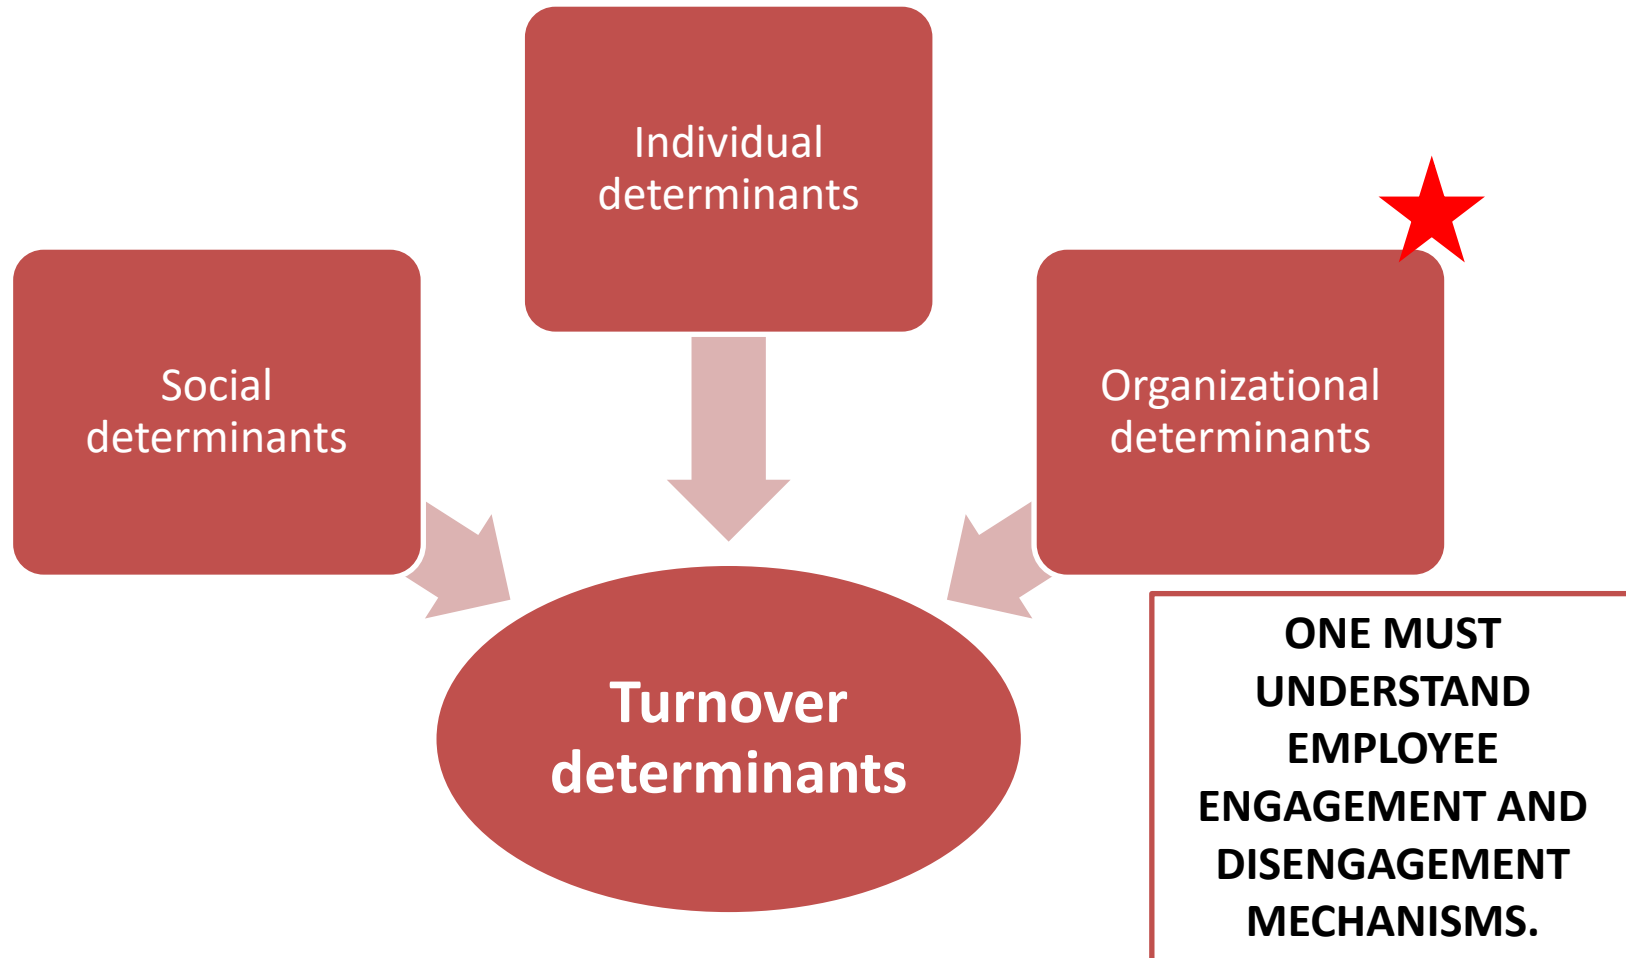 Individual
determinants
Social
determinants
Organizational
determinants
Turnover
determinants
ONE MUST
UNDERSTAND
EMPLOYEE
ENGAGEMENT AND
DISENGAGEMENT
MECHANISMS.